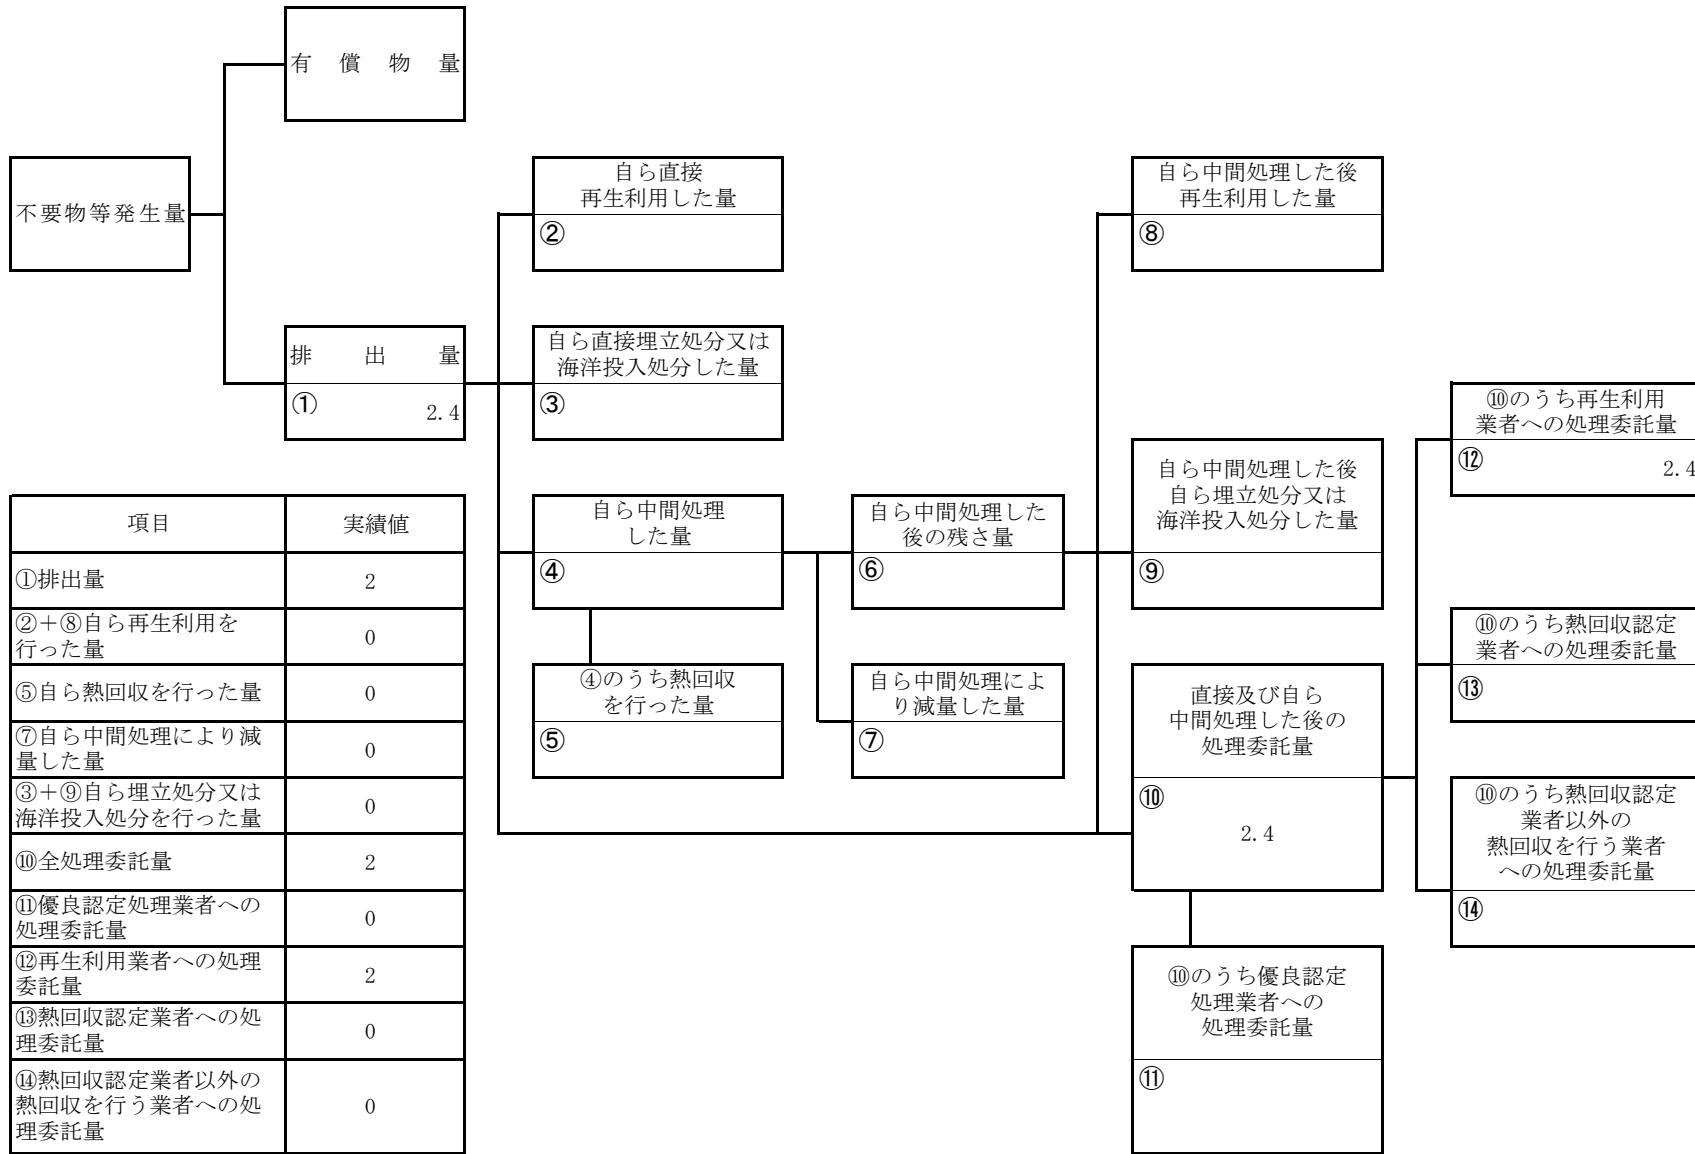 有償物量
不要物等発生量
排出量
①
2.4
自ら直接
再生利用した量
②
自ら直接埋立処分又は
海洋投入処分した量
③
自ら中間処理
した量
④
④のうち熱回収
を行った量
⑤
自ら中間処理した
後の残さ量
⑥
自ら中間処理によ
り減量した量
⑦
自ら中間処理した後
再生利用した量
⑧
自ら中間処理した後
自ら埋立処分又は
海洋投入処分した量
⑨
直接及び自ら
中間処理した後の
処理委託量
⑩
2.4
⑩のうち優良認定
処理業者への
処理委託量
⑪
⑩のうち再生利用
業者への処理委託量
⑫
2.4
⑩のうち熱回収認定
業者への処理委託量
⑬
⑩のうち熱回収認定
業者以外の
熱回収を行う業者
への処理委託量
⑭
項目 実績値
①排出量 2
②＋⑧自ら再生利用を
行った量 0
⑤自ら熱回収を行った量 0
⑦自ら中間処理により減
量した量 0
③＋⑨自ら埋立処分又は
海洋投入処分を行った量 0
⑩全処理委託量 2
⑪優良認定処理業者への
処理委託量 0
⑫再生利用業者への処理
委託量 2
⑬熱回収認定業者への処
理委託量 0
⑭熱回収認定業者以外の
熱回収を行う業者への処
理委託量 0